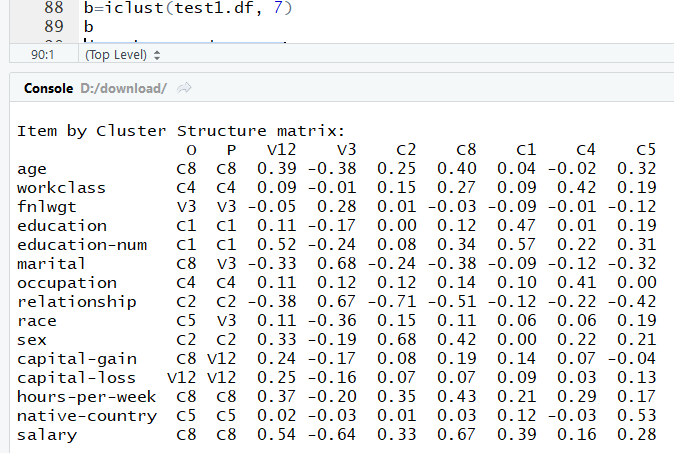 88 b=iclust(test1.df, 7)
89 b
90:1 (Top Level)
Console D:/download/
Item by Cluster Structure matrix:
O P V12 V3 C2 C8 C1 C4 C5
age C8 C8 0.39 -0.38 0.25 0.40 0.04 -0.02 0.32
workclass C4 C4 0.09 -0.01 0.15 0.27 0.09 0.42 0.19
fnlwgt V3 V3 -0.05 0.28 0.01 -0.03 -0.09 -0.01 -0.12
education C1 C1 0.11 -0.17 0.00 0.12 0.47 0.01 0.19
education-num C1 C1 0.52 -0.24 0.08 0.34 0.57 0.22 0.31
marital C8 V3 -0.33 0.68 -0.24 -0.38 -0.09 -0.12 -0.32
occupation C4 C4 0.11 0.12 0.12 0.14 0.10 0.41 0.00
relationship C2 C2 -0.38 0.67 -0.71 -0.51 -0.12 -0.22 -0.42
race C5 V3 0.11 -0.36 0.15 0.11 0.06 0.06 0.19
sex C2 C2 0.33 -0.19 0.68 0.42 0.00 0.22 0.21
capital-gain C8 V12 0.24 -0.17 0.08 0.19 0.14 0.07 -0.04
capital-loss V12 V12 0.25 -0.16 0.07 0.07 0.09 0.03 0.13
hours-per-week C8 C8 0.37 -0.20 0.35 0.43 0.21 0.29 0.17
native-country C5 C5 0.02 -0.03 0.01 0.03 0.12 -0.03 0.53
salary C8 C8 0.54 -0.64 0.33 0.67 0.39 0.16 0.28